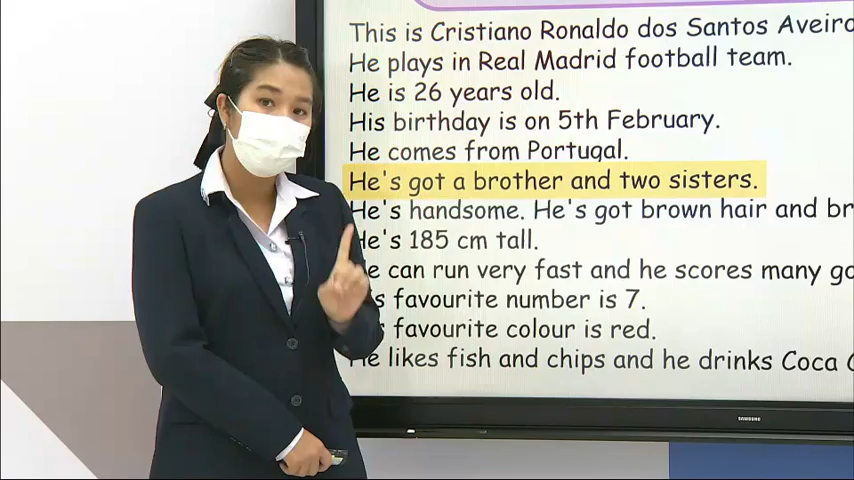 This is Cristiano Ronaldo dos Santos Aveiro
He plays in Real Madrid football team.
He is 26 years old.
His birthday is on 5th February.
He comes from Portugal.
He's got a brother and two sisters.
He's handsome. He's got brown hair and
He's 185 cm tall.
can run very fast and he scores many
favourite number is 7.
favourite colour is red.
He likes fish and chips and he drinks Coca
SAMSUNG